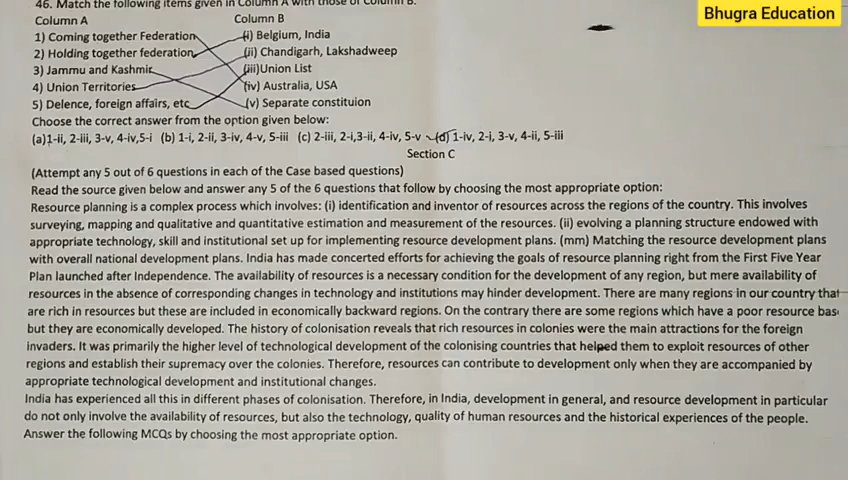 Bhugra Education
46. Match the following items given in Column A with those of Column B.
Column A Column B
1) Coming together Federation (i) Belgium, India
2) Holding together federation (ii) Chandigarh, Lakshadweep
3) Jammu and Kashmir (iii)Union List
4) Union Territories (iv) Australia, USA
5) Delence, foreign affairs, etc (v) Separate constituion
Choose the correct answer from the option given below:
(a)1-ii, 2-iii, 3-v, 4-iv,5-i (b) 1-i, 2-ii, 3-iv, 4-v, 5-iii (c) 2-iii, 2-i,3-ii, 4-iv, 5-v (d) 1-iv, 2-i, 3-v, 4-ii, 5-iii
Section C
(Attempt any 5 out of 6 questions in each of the Case based questions)
Read the source given below and answer any 5 of the 6 questions that follow by choosing the most appropriate option:
Resource planning is a complex process which involves: (i) identification and inventor of resources across the regions of the country. This involves
surveying, mapping and qualitative and quantitative estimation and measurement of the resources. (ii) evolving a planning structure endowed with
appropriate technology, skill and institutional set up for implementing resource development plans. (mm) Matching the resource development plans
with overall national development plans. India has made concerted efforts for achieving the goals of resource planning right from the First Five Year
Plan launched after Independence. The availability of resources is a necessary condition for the development of any region, but mere availability of
resources in the absence of corresponding changes in technology and institutions may hinder development. There are many regions in our country that
are rich in resources but these are included in economically backward regions. On the contrary there are some regions which have a poor resource bas
but they are economically developed. The history of colonisation reveals that rich resources in colonies were the main attractions for the foreign
invaders. It was primarily the higher level of technological development of the colonising countries that helped them to exploit resources of other
regions and establish their supremacy over the colonies. Therefore, resources can contribute to development only when they are accompanied by
appropriate technological development and institutional changes.
India has experienced all this in different phases of colonisation. Therefore, in India, development in general, and resource development in particular
do not only involve the availability of resources, but also the technology, quality of human resources and the historical experiences of the people.
Answer the following MCQs by choosing the most appropriate option.